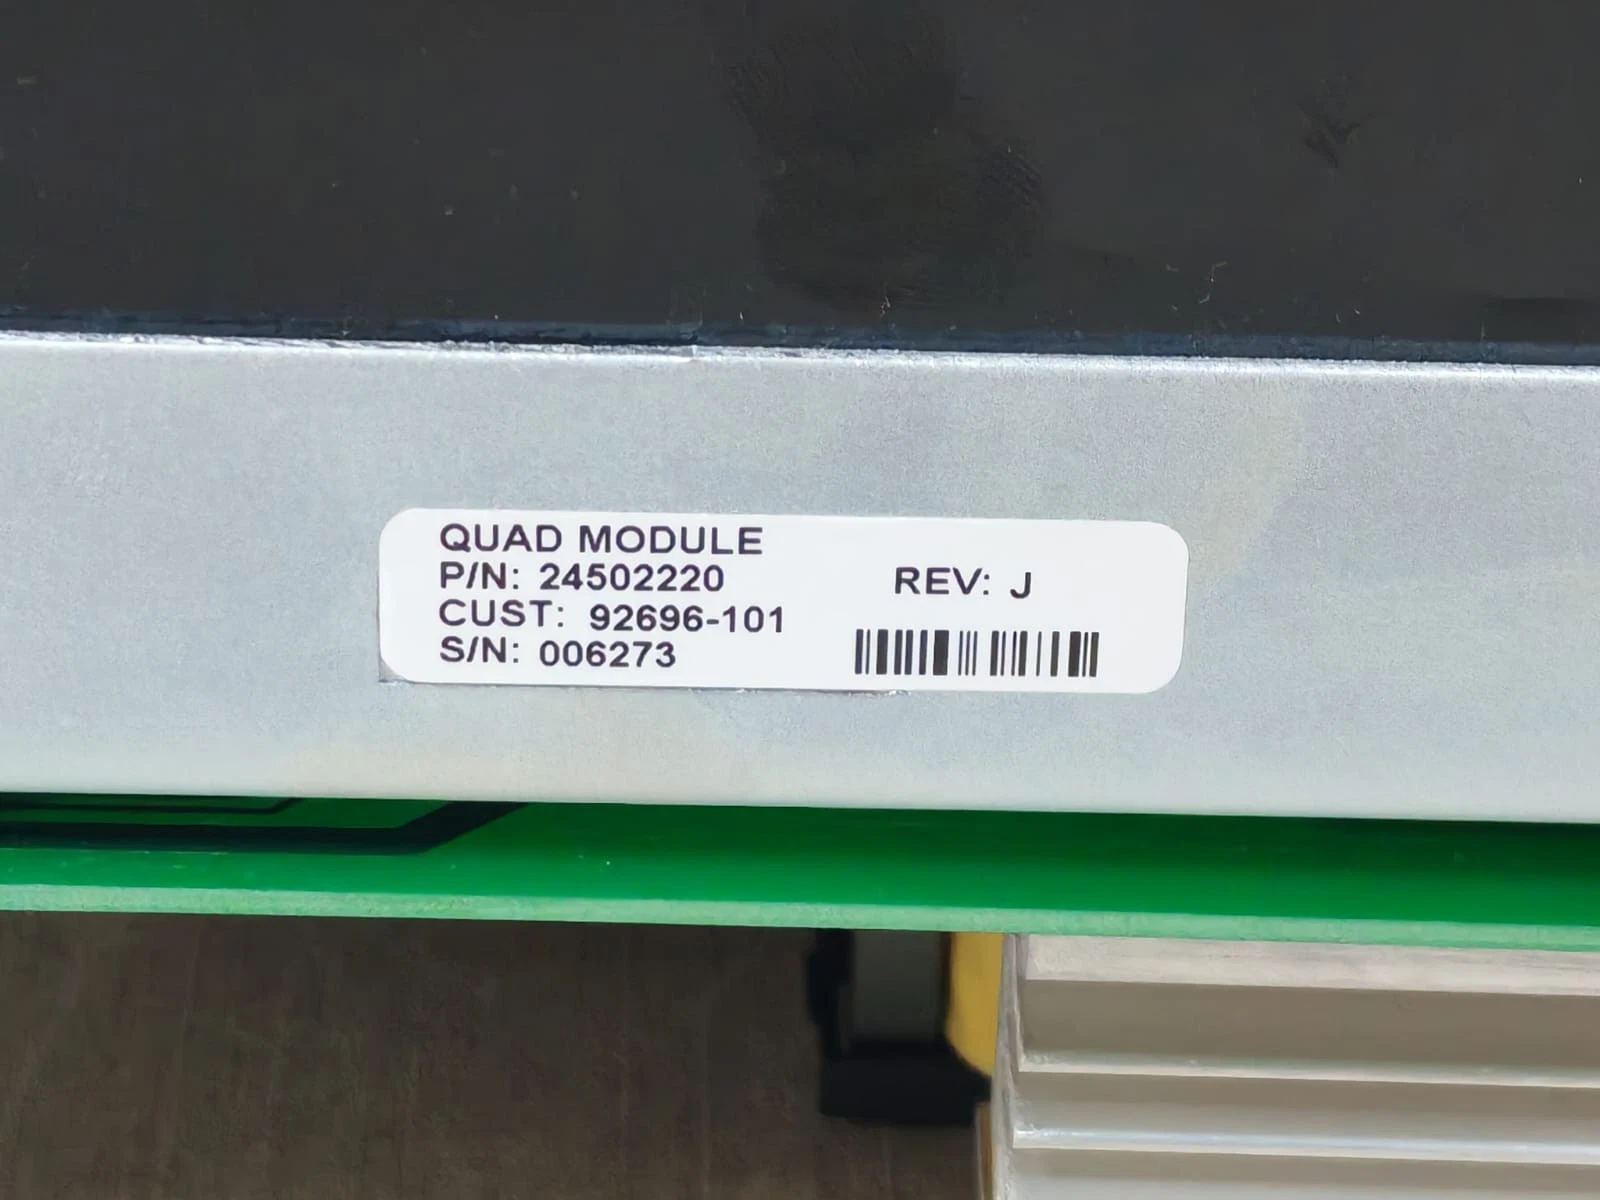 QUAD MODULE
P/N: 24502220
REV: J
CUST: 92696-101
S/N: 006273